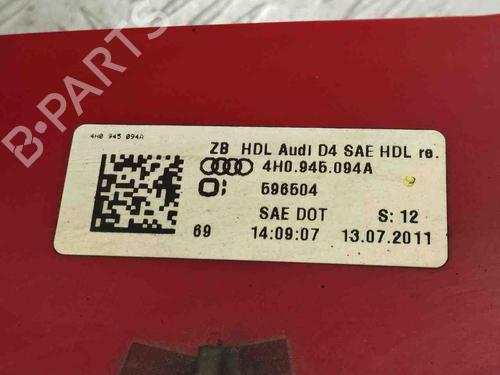 4H0 945 094A
ZB HDL Audi D4 SAE HDL re.
4H0.945.094A
596504
SAE DOT S: 12
69 14:09:07 13.07.2011
BPARTS